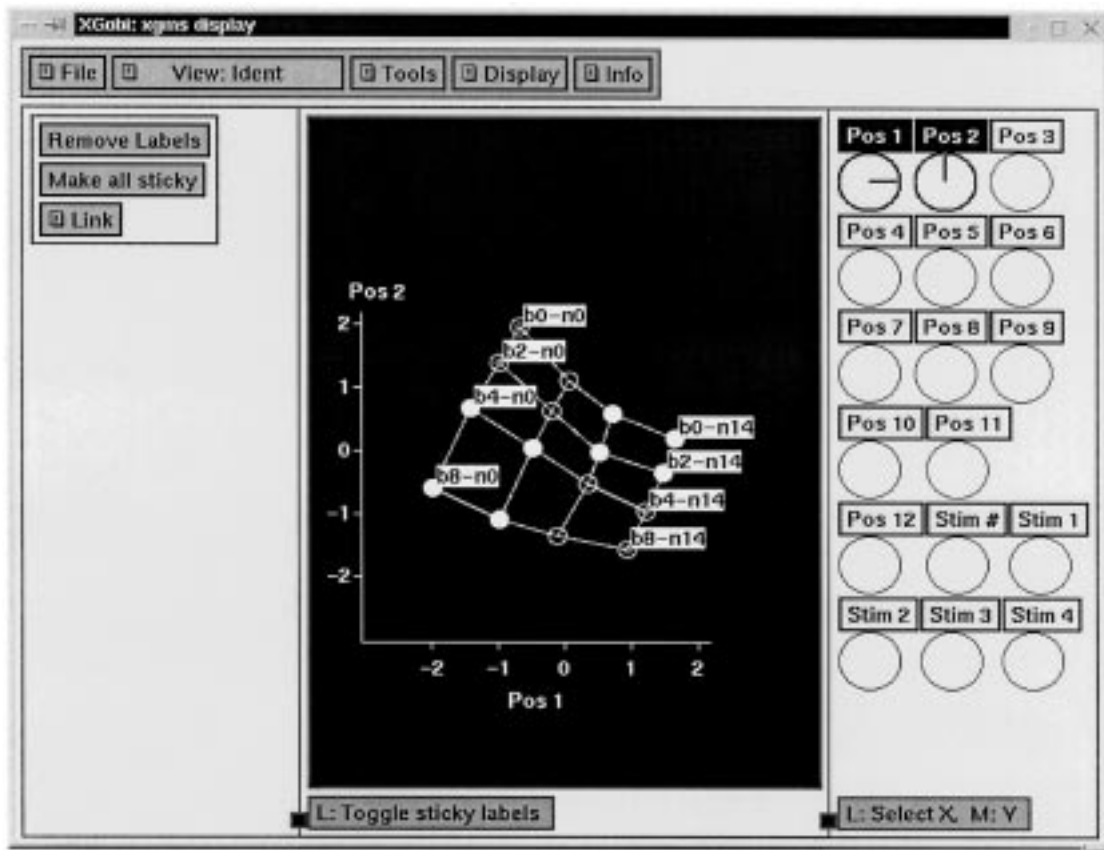 XGobi: xgms display
File View: Ident Tools Display Info
Remove Labels
Make all sticky
Link
Pos 2
2
1
0
-1
-2
b0-n0
b2-n0
b4-n0
b0-n14
b2-n14
b8-n0
b4-n14
b8-n14
-2 -1 0 1 2
Pos 1
L: Toggle sticky labels
Pos 1 Pos 2 Pos 3
Pos 4 Pos 5 Pos 6
Pos 7 Pos 8 Pos 9
Pos 10 Pos 11
Pos 12 Stim # Stim 1
Stim 2 Stim 3 Stim 4
L: Select X, M: Y